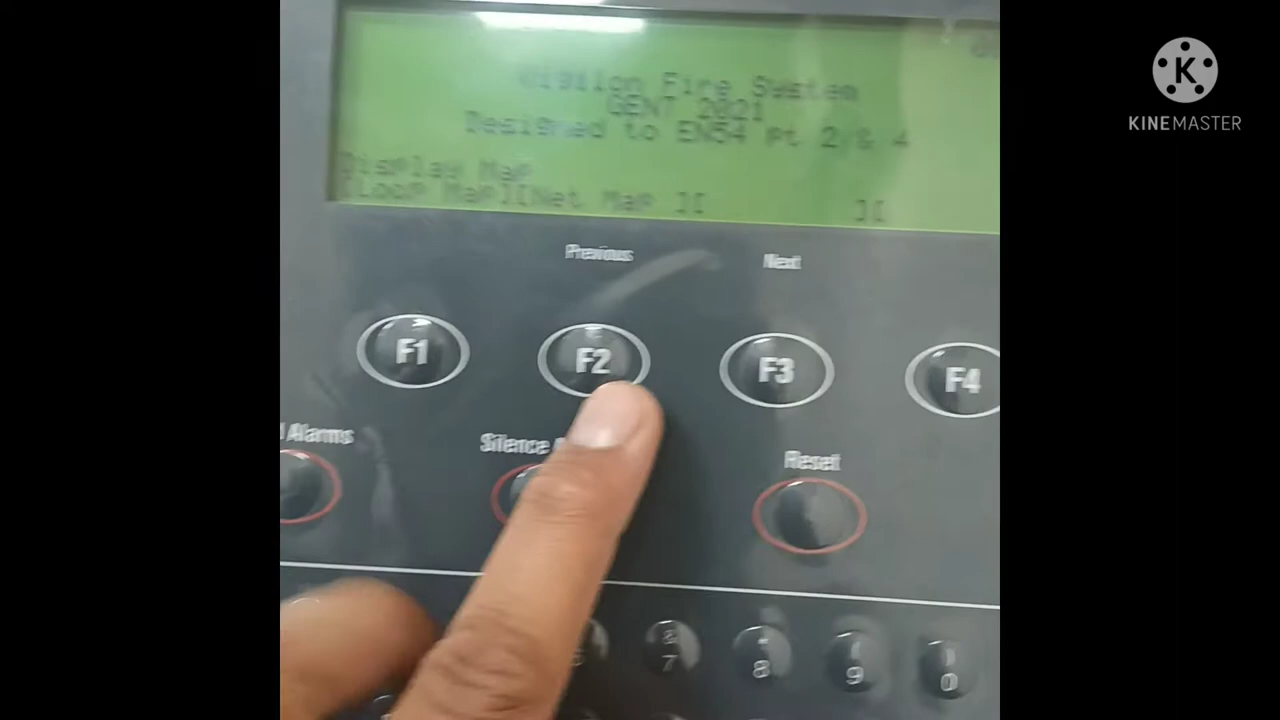 Vigilon Fire System
GENT 2021
Designed to EN54 Pt 2 & 4
Display Map
[Loop Map][Net Map ][ ][
Previous
Next
F1
F2
F3
F4
Alarms
Silence
Reset
&
7
*
8
(
9
)
0
K
KINEMASTER